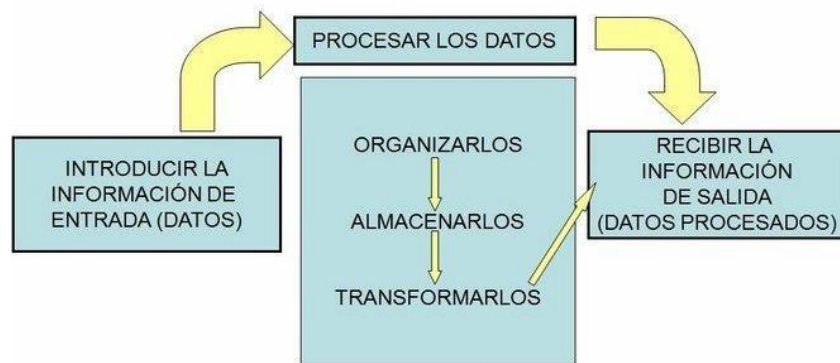 PROCESAR LOS DATOS
INTRODUCIR LA
INFORMACIÓN DE
ENTRADA (DATOS)
ORGANIZARLOS
ALMACENARLOS
TRANSFORMARLOS
RECIBIR LA
INFORMACIÓN
DE SALIDA
(DATOS PROCESADOS)